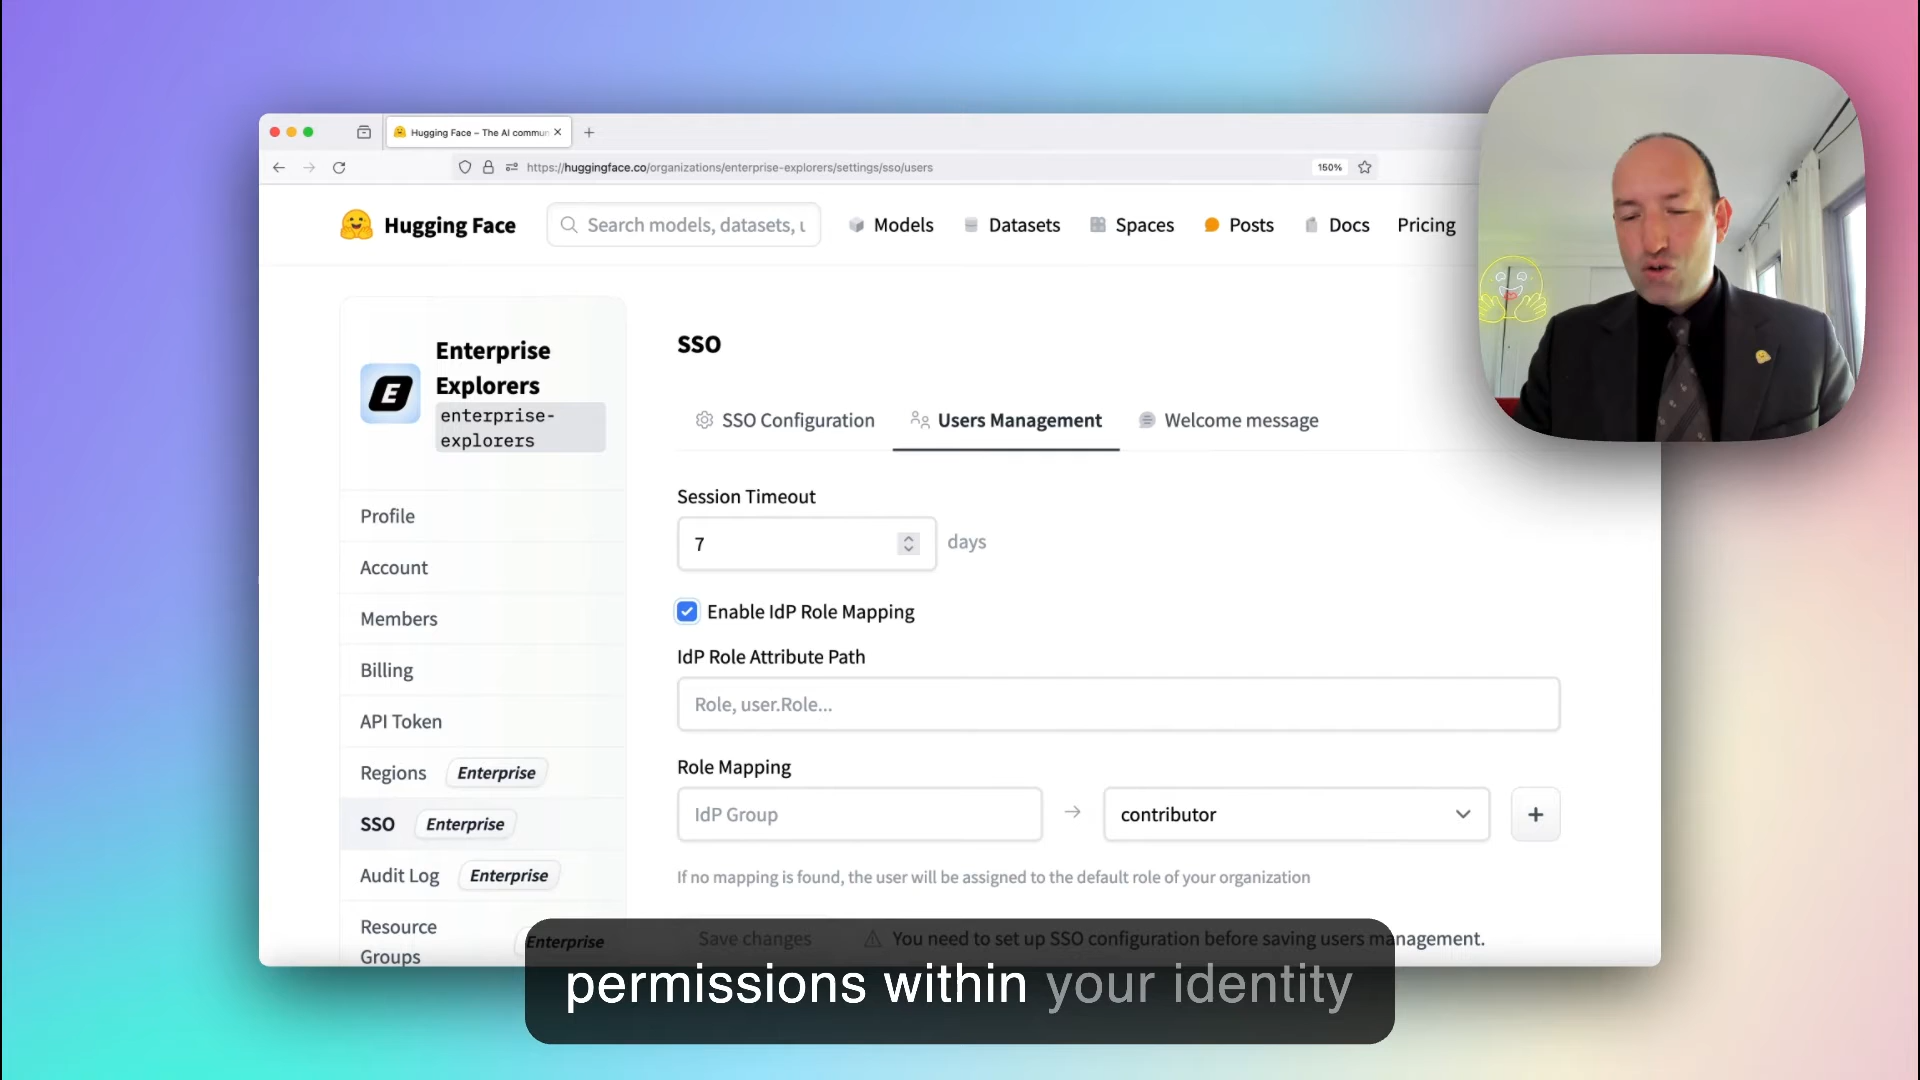 Hugging Face – The AI commun
https://huggingface.co/organizations/enterprise-explorers/settings/sso/users
150%
Hugging Face
Search models, datasets, u
Models
Datasets
Spaces
Posts
Docs
Pricing
Enterprise
Explorers
enterprise-
explorers
Profile
Account
Members
Billing
API Token
Regions Enterprise
SSO Enterprise
Audit Log Enterprise
Resource
Groups
Enterprise
SSO
SSO Configuration
Users Management
Welcome message
Session Timeout
7 days
Enable IdP Role Mapping
IdP Role Attribute Path
Role, user.Role...
Role Mapping
IdP Group → contributor +
If no mapping is found, the user will be assigned to the default role of your organization
Save changes
You need to set up SSO configuration before saving users management.
permissions within your identity